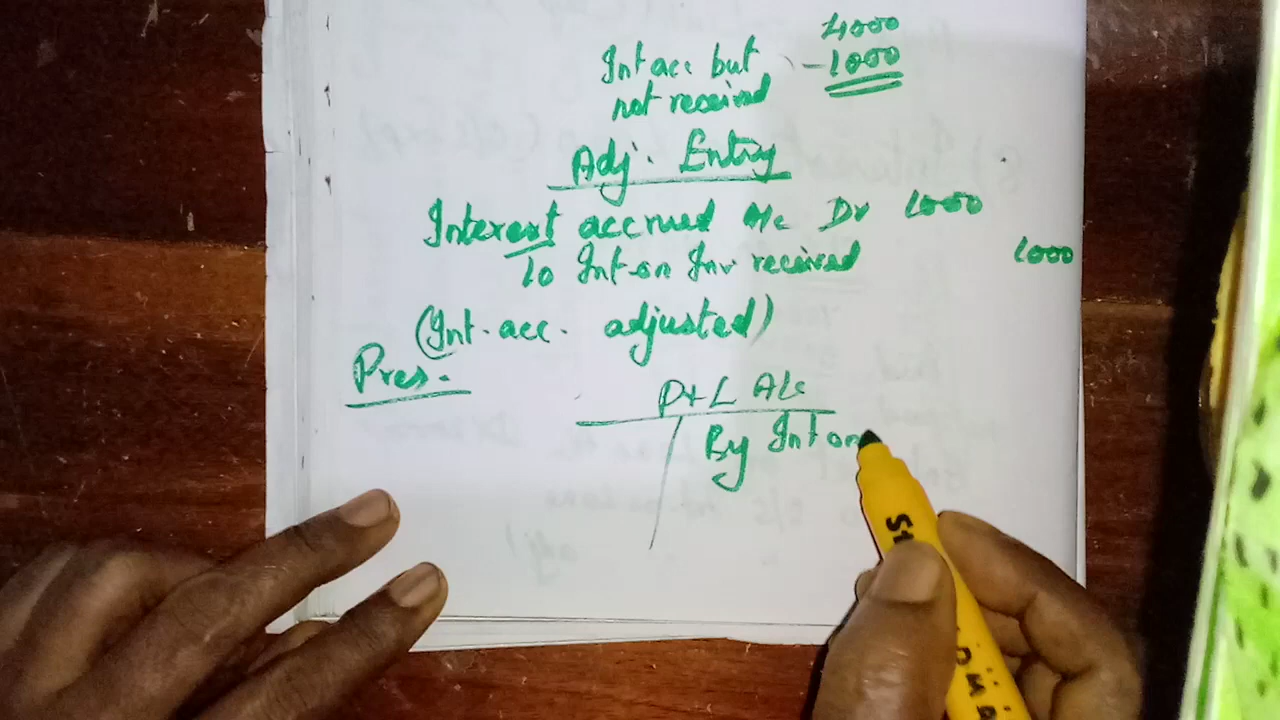 4000
Int acc but -1000
not received
Adj. Entry
Interest accrued A/c Dr 1000
To Int on Inv received 1000
(Int. acc. adjusted)
Pres.
P+L A/c
By Int on